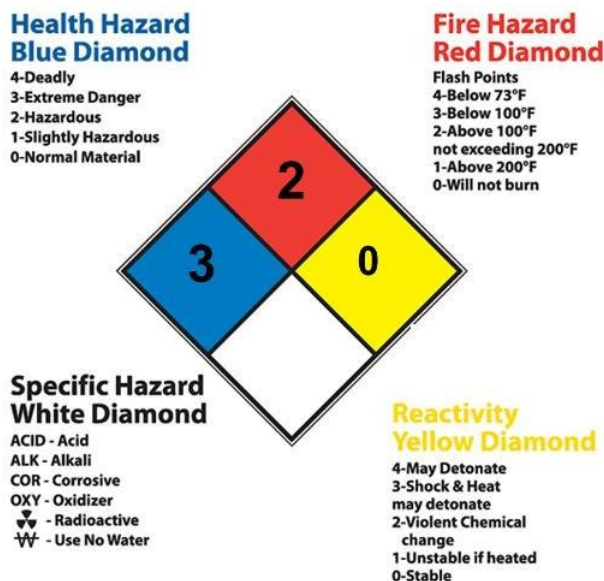 Health Hazard
Blue Diamond
4-Deadly
3-Extreme Danger
2-Hazardous
1-Slightly Hazardous
0-Normal Material
Fire Hazard
Red Diamond
Flash Points
4-Below 73°F
3-Below 100°F
2-Above 100°F
not exceeding 200°F
1-Above 200°F
0-Will not burn
2
3
0
Specific Hazard
White Diamond
ACID - Acid
ALK - Alkali
COR - Corrosive
OXY - Oxidizer
☢ - Radioactive
W - Use No Water
Reactivity
Yellow Diamond
4-May Detonate
3-Shock & Heat
may detonate
2-Violent Chemical
change
1-Unstable if heated
0-Stable